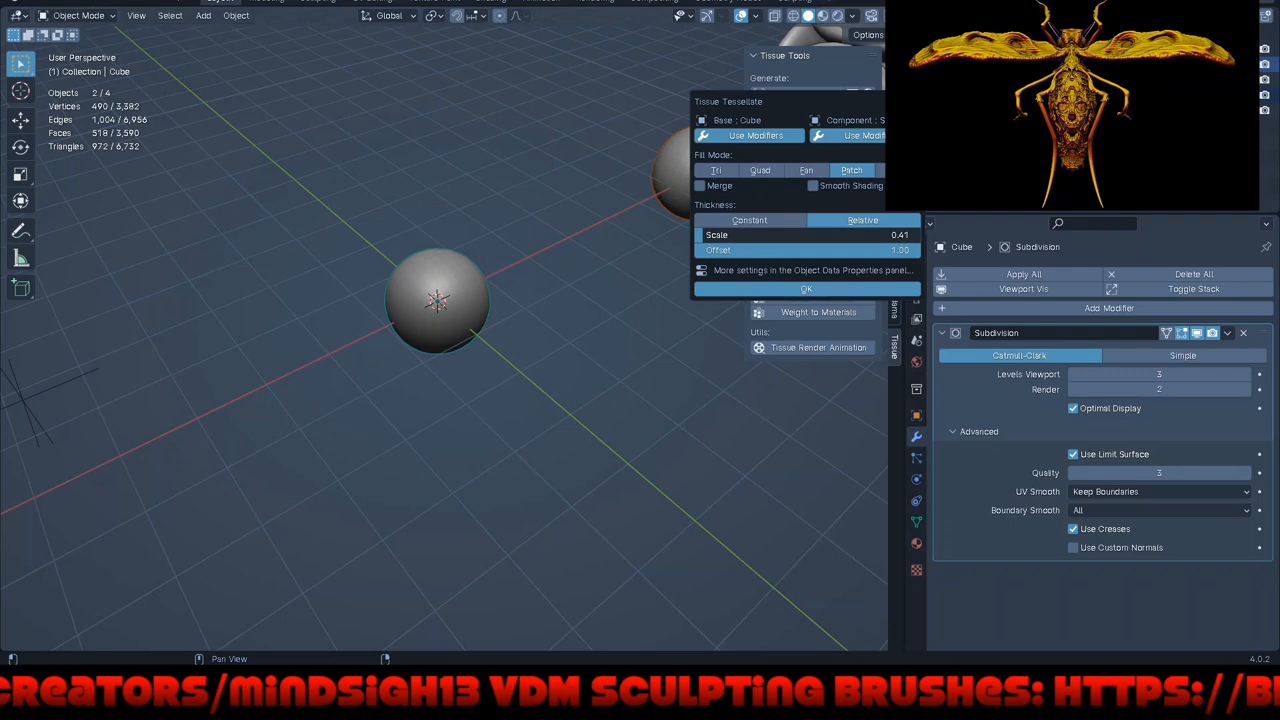 Object Mode
View
Select
Add
Object
Global
Options
User Perspective
(1) Collection | Cube
Objects 2 / 4
Vertices 490 / 3,382
Edges 1,004 / 6,956
Faces 518 / 3,590
Triangles 972 / 6,732
Tissue Tools
Generate:
Tissue Tessellate
Base : Cube
Component : S
Use Modifiers
Use Modifi
Fill Mode:
Tri
Quad
Fan
Patch
Merge
Smooth Shading
Thickness:
Constant
Relative
Scale 0.41
Offset 1.00
More settings in the Object Data Properties panel...
OK
Weight to Materials
Utils:
Tissue Render Animation
Tissue
Cube
Subdivision
Apply All
Delete All
Viewport Vis
Toggle Stack
Add Modifier
Subdivision
Catmull-Clark
Simple
Levels Viewport 3
Render 2
Optimal Display
Advanced
Use Limit Surface
Quality 3
UV Smooth Keep Boundaries
Boundary Smooth All
Use Creases
Use Custom Normals
Pan View
4.0.2
CREATORS/MINDSIGH13 VDM SCULPTING BRUSHES: HTTPS://B